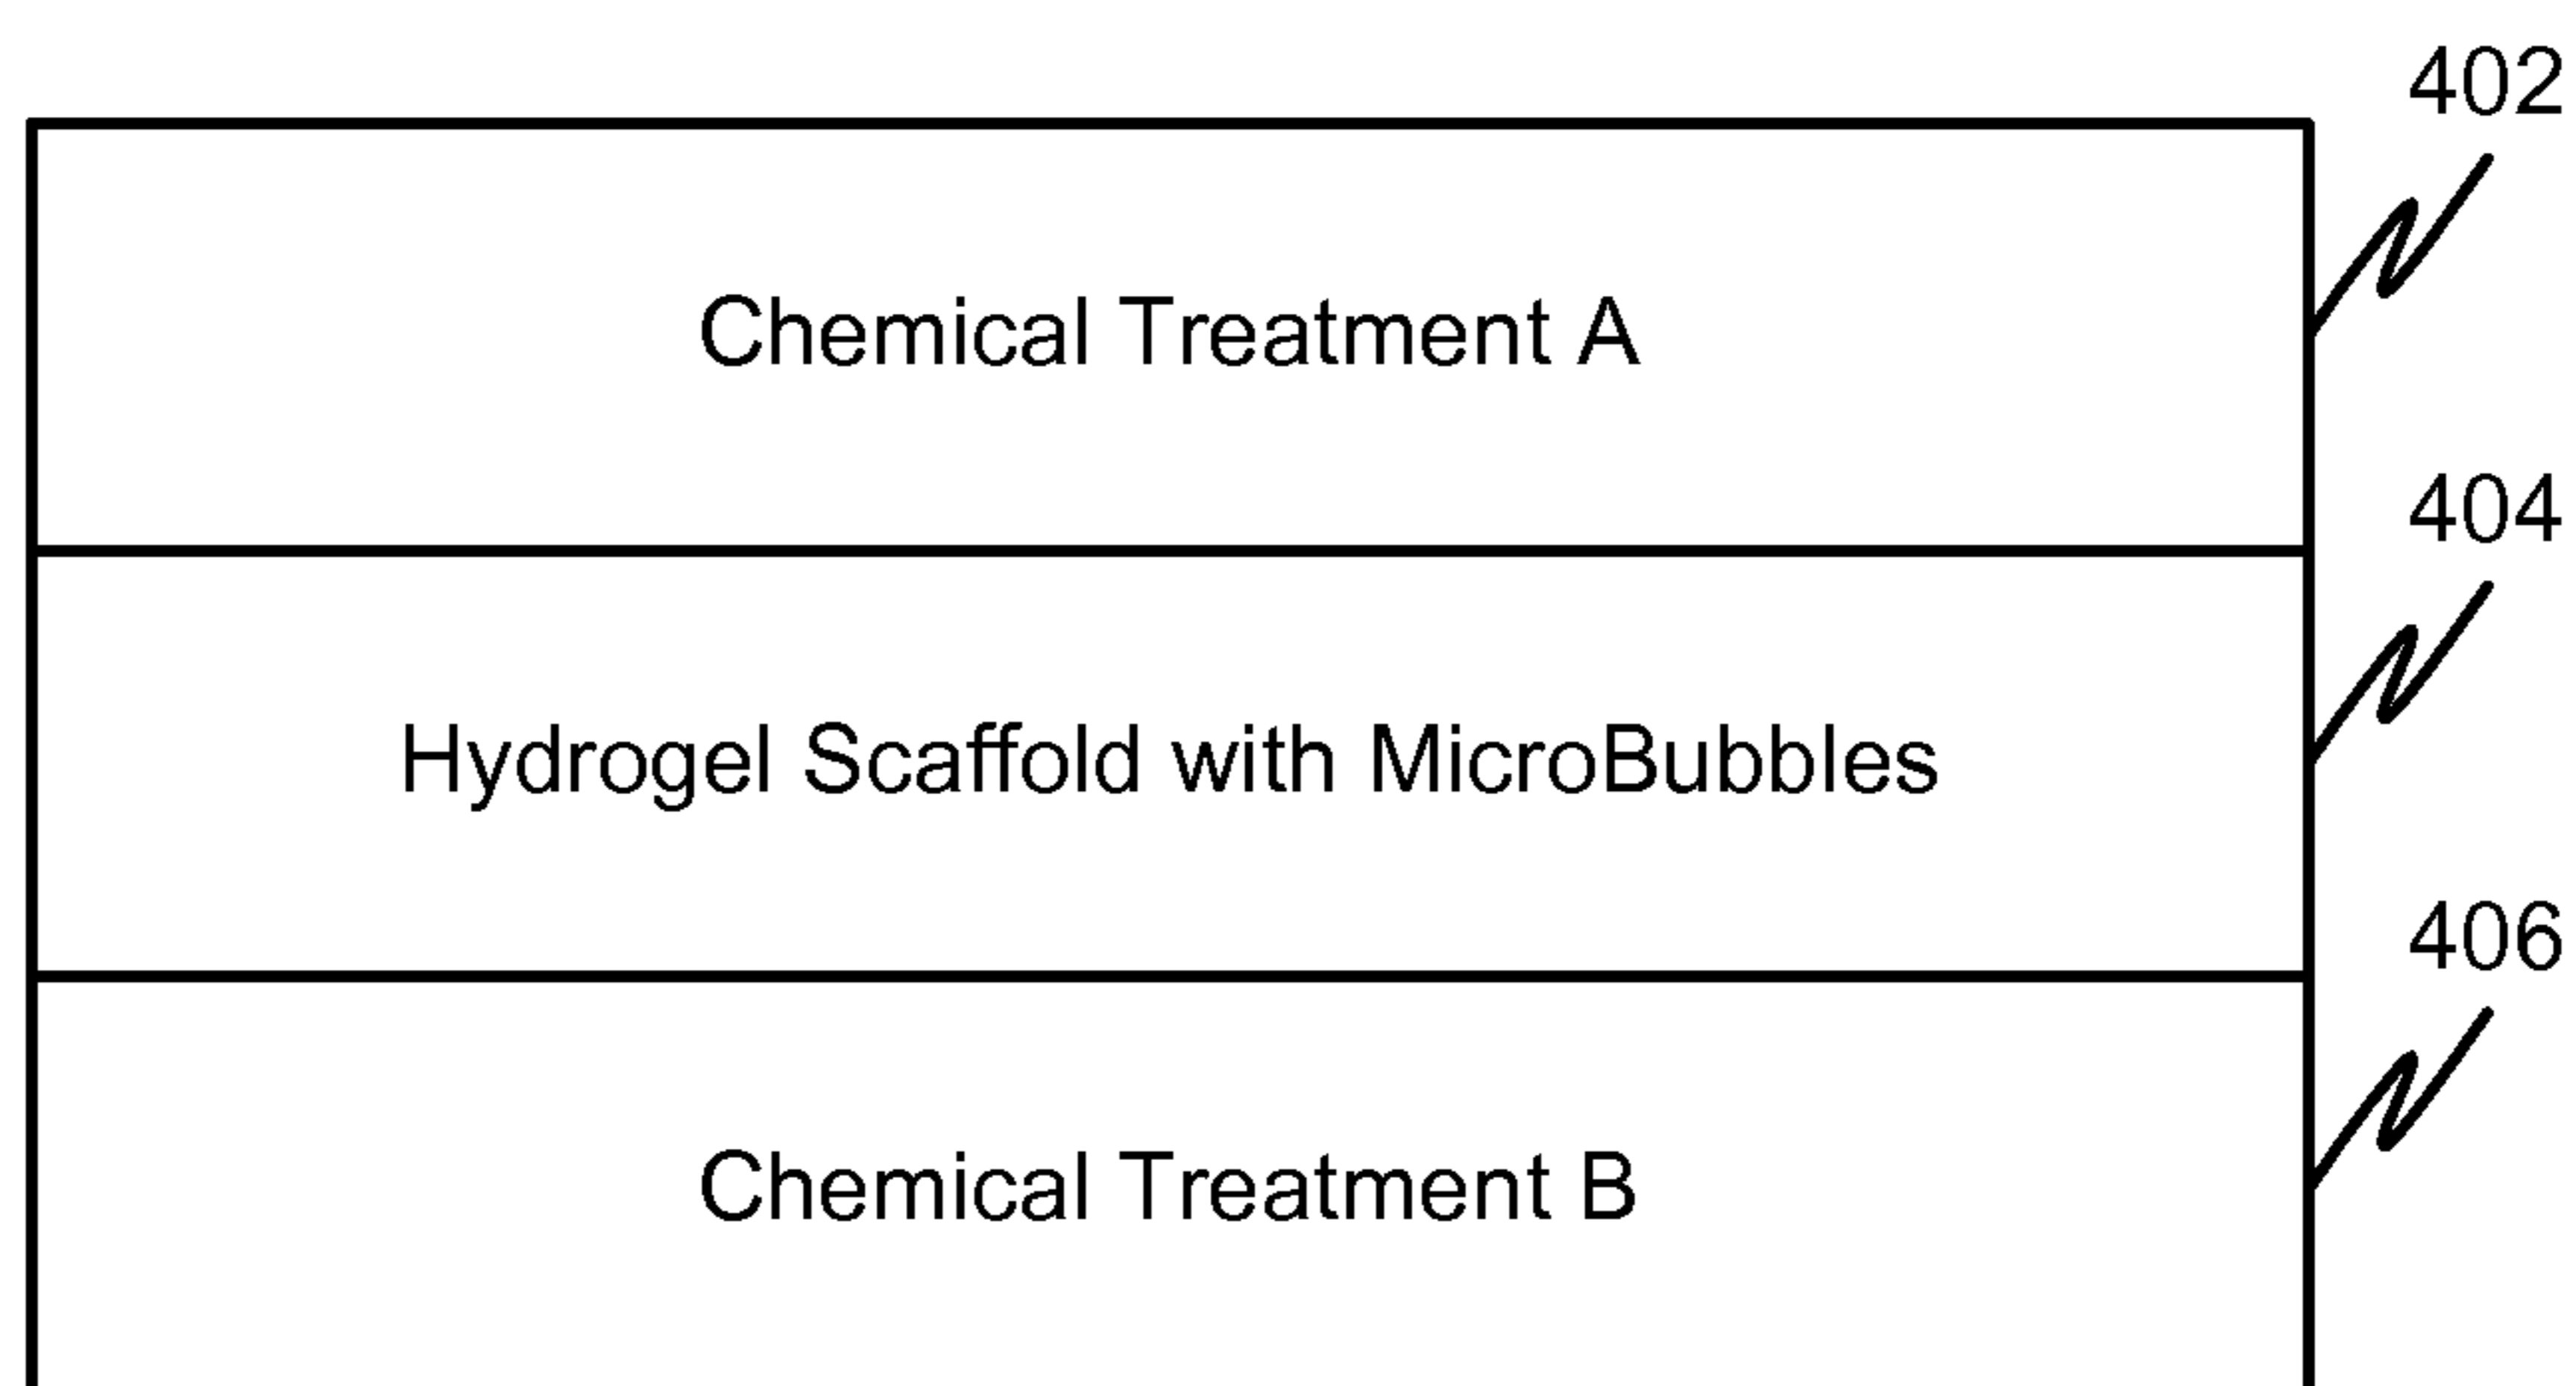 402
Chemical Treatment A
404
Hydrogel Scaffold with MicroBubbles
406
Chemical Treatment B